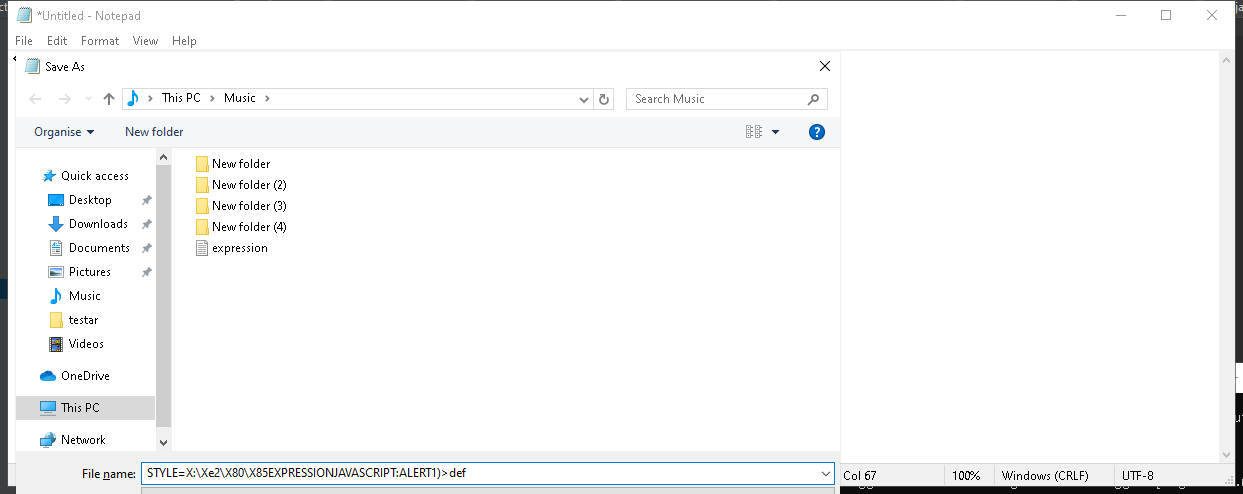 *Untitled - Notepad
File Edit Format View Help
Save As
This PC > Music >
Search Music
Organise New folder
Quick access
Desktop
Downloads
Documents
Pictures
Music
testar
Videos
OneDrive
This PC
Network
New folder
New folder (2)
New folder (3)
New folder (4)
expression
File name: STYLE=X:\Xe2\X80\X85EXPRESSIONJAVASCRIPT:ALERT1)>def
Col 67 100% Windows (CRLF) UTF-8